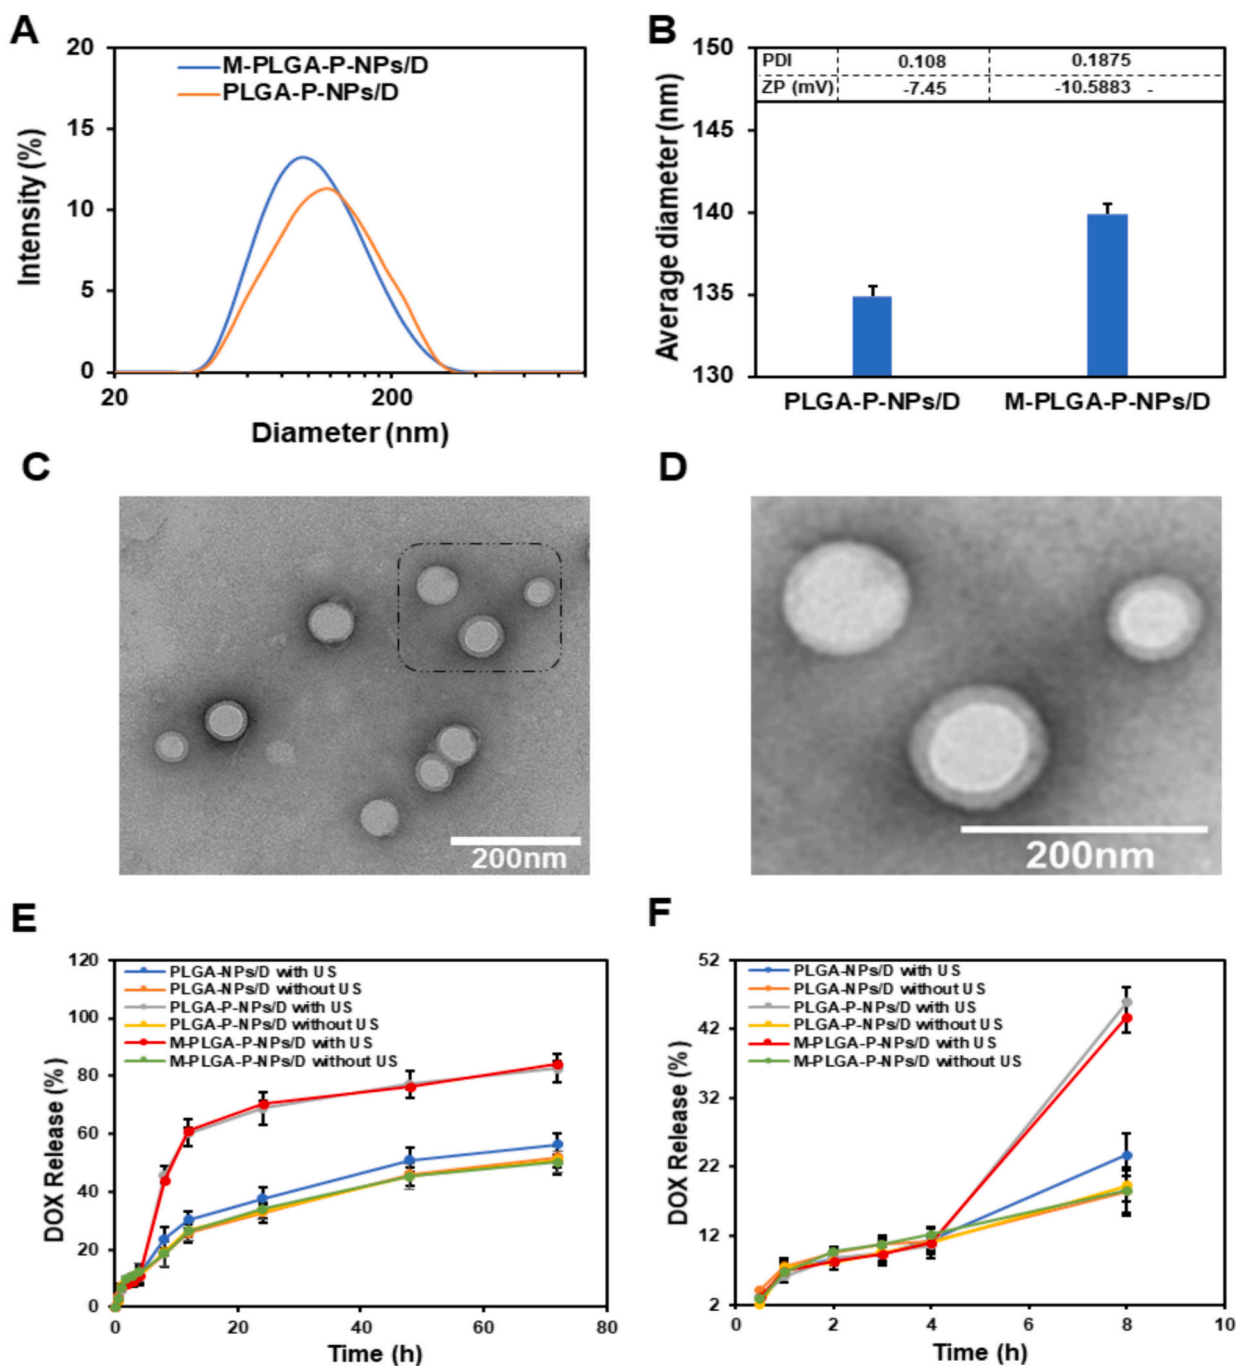 A
20
15
10
5
0
Intensity (%)
M-PLGA-P-NPs/D
PLGA-P-NPs/D
20
200
Diameter (nm)
B
150
145
140
135
130
Average diameter (nm)
PDI 0.108 0.1875
ZP (mV) -7.45 -10.5883 -
PLGA-P-NPs/D M-PLGA-P-NPs/D
C
200nm
D
200nm
E
120
100
80
60
40
20
0
DOX Release (%)
PLGA-NPs/D with US
PLGA-NPs/D without US
PLGA-P-NPs/D with US
PLGA-P-NPs/D without US
M-PLGA-P-NPs/D with US
M-PLGA-P-NPs/D without US
0 20 40 60 80
Time (h)
F
52
42
32
22
12
2
DOX Release (%)
PLGA-NPs/D with US
PLGA-NPs/D without US
PLGA-P-NPs/D with US
PLGA-P-NPs/D without US
M-PLGA-P-NPs/D with US
M-PLGA-P-NPs/D without US
0 2 4 6 8 10
Time (h)